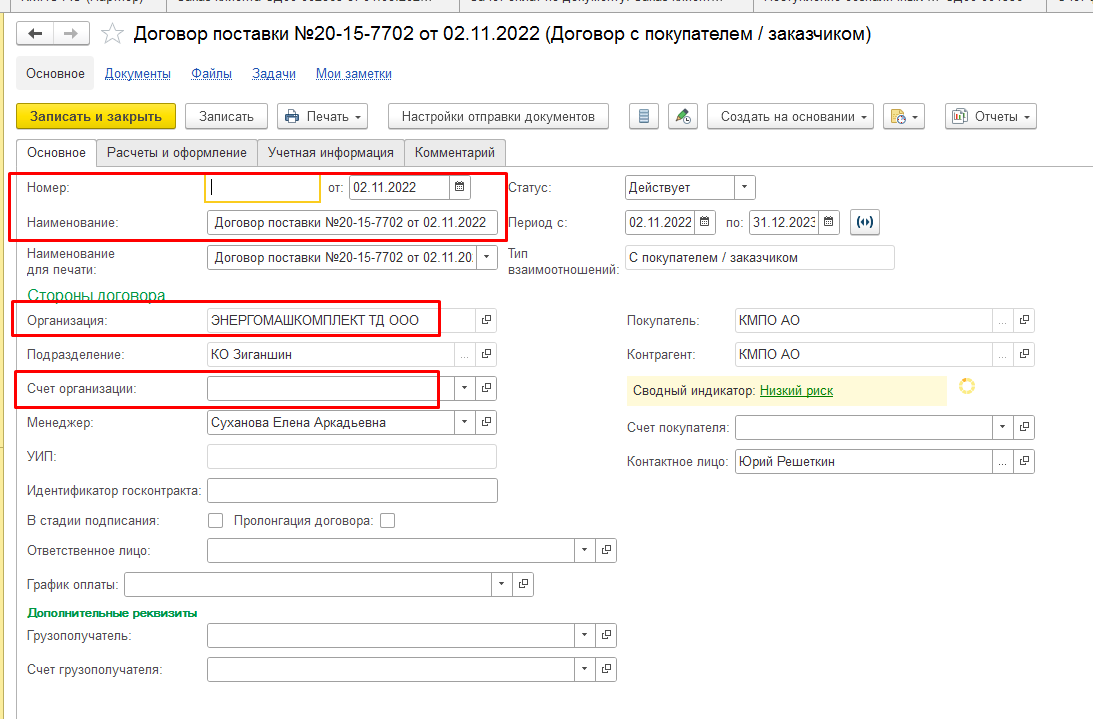 Договор поставки №20-15-7702 от 02.11.2022 (Договор с покупателем / заказчиком)
Основное Документы Файлы Задачи Мои заметки
Записать и закрыть Записать Печать Настройки отправки документов Создать на основании Отчеты
Основное Расчеты и оформление Учетная информация Комментарий
Номер: от: 02.11.2022 Статус: Действует
Наименование: Договор поставки №20-15-7702 от 02.11.2022 Период с: 02.11.2022 по: 31.12.2023
Наименование для печати: Договор поставки №20-15-7702 от 02.11.20 Тип взаимоотношений: С покупателем / заказчиком
Стороны договора
Организация: ЭНЕРГОМАШКОМПЛЕКТ ТД ООО Покупатель: КМПО АО
Подразделение: КО Зиганшин Контрагент: КМПО АО
Счет организации: Сводный индикатор: Низкий риск
Менеджер: Суханова Елена Аркадьевна Счет покупателя:
УИП: Контактное лицо: Юрий Решеткин
Идентификатор госконтракта:
В стадии подписания: Пролонгация договора:
Ответственное лицо:
График оплаты:
Дополнительные реквизиты
Грузополучатель:
Счет грузополучателя: